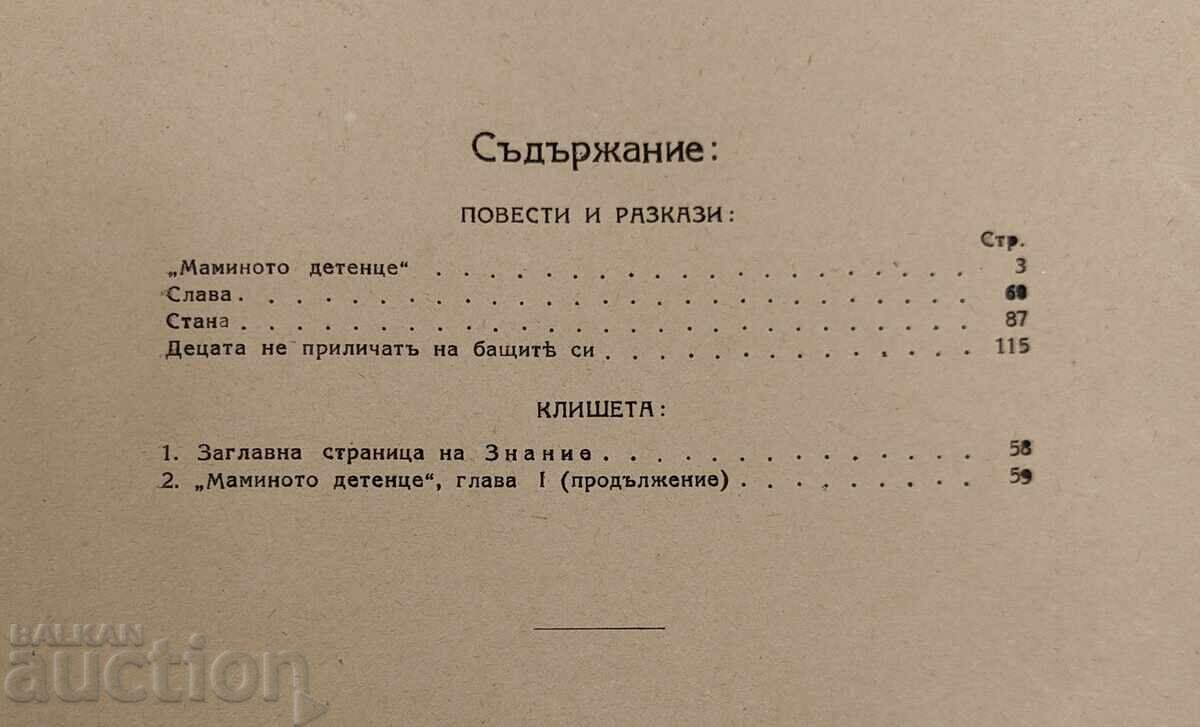 Съдържание:
ПОВЕСТИ И РАЗКАЗИ:
Стр.
„Маминото детенце“ . . . . . . . . . . . . . . . . . . . 3
Слава . . . . . . . . . . . . . . . . . . . . . . . . . .
Стана . . . . . . . . . . . . . . . . . . . . . . . . . . 87
Децата не приличатъ на бащитѣ си . . . . . . . . . . . . . 115
КЛИШЕТА:
1. Заглавна страница на Знание . . . . . . . . . . . . . . 58
2. „Маминото детенце“, глава I (продължение) . . . . . . . . . 59
BALKAN
auction